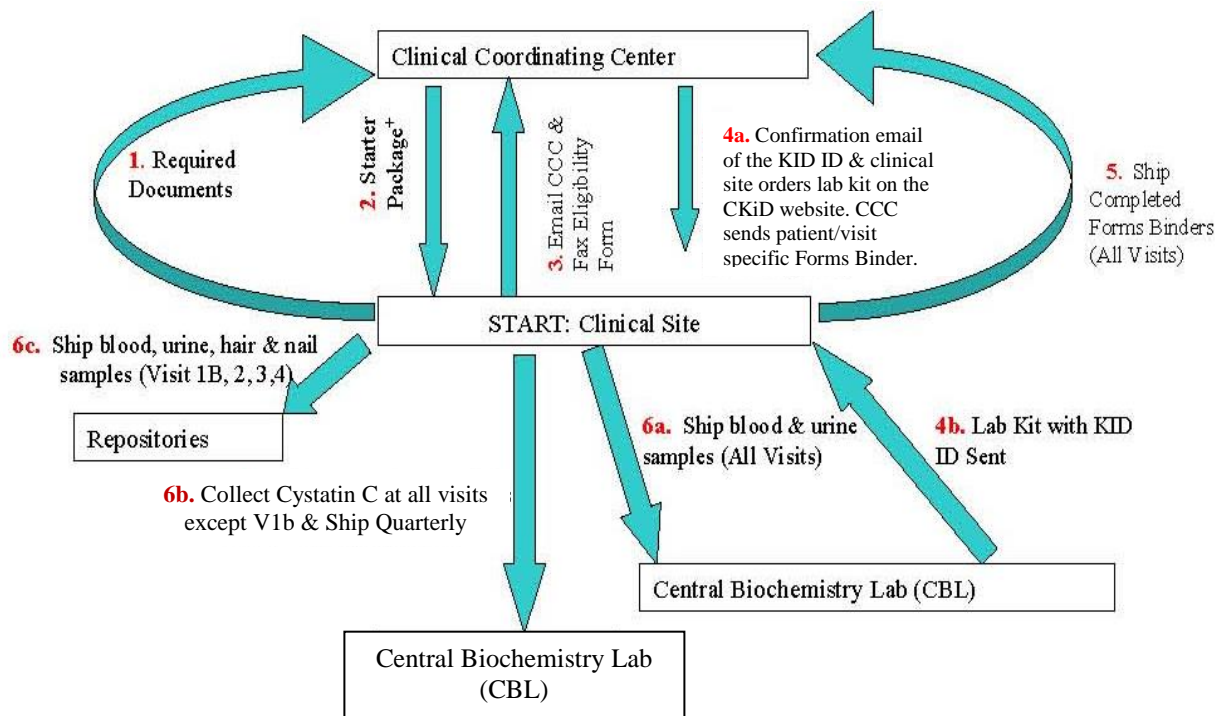 Clinical Coordinating Center
1. Required
Documents
2. Starter
Package+
3. Email CCC &
Fax Eligibility
Form
4a. Confirmation email
of the KID ID & clinical
site orders lab kit on the
CKiD website. CCC
sends patient/visit
specific Forms Binder.
5. Ship
Completed
Forms Binders
(All Visits)
START: Clinical Site
6c. Ship blood, urine, hair & nail
samples (Visit 1B, 2, 3,4)
Repositories
6a. Ship blood & urine
samples (All Visits)
4b. Lab Kit with KID
ID Sent
6b. Collect Cystatin C at all visits
except V1b & Ship Quarterly
Central Biochemistry Lab (CBL)
Central Biochemistry Lab
(CBL)